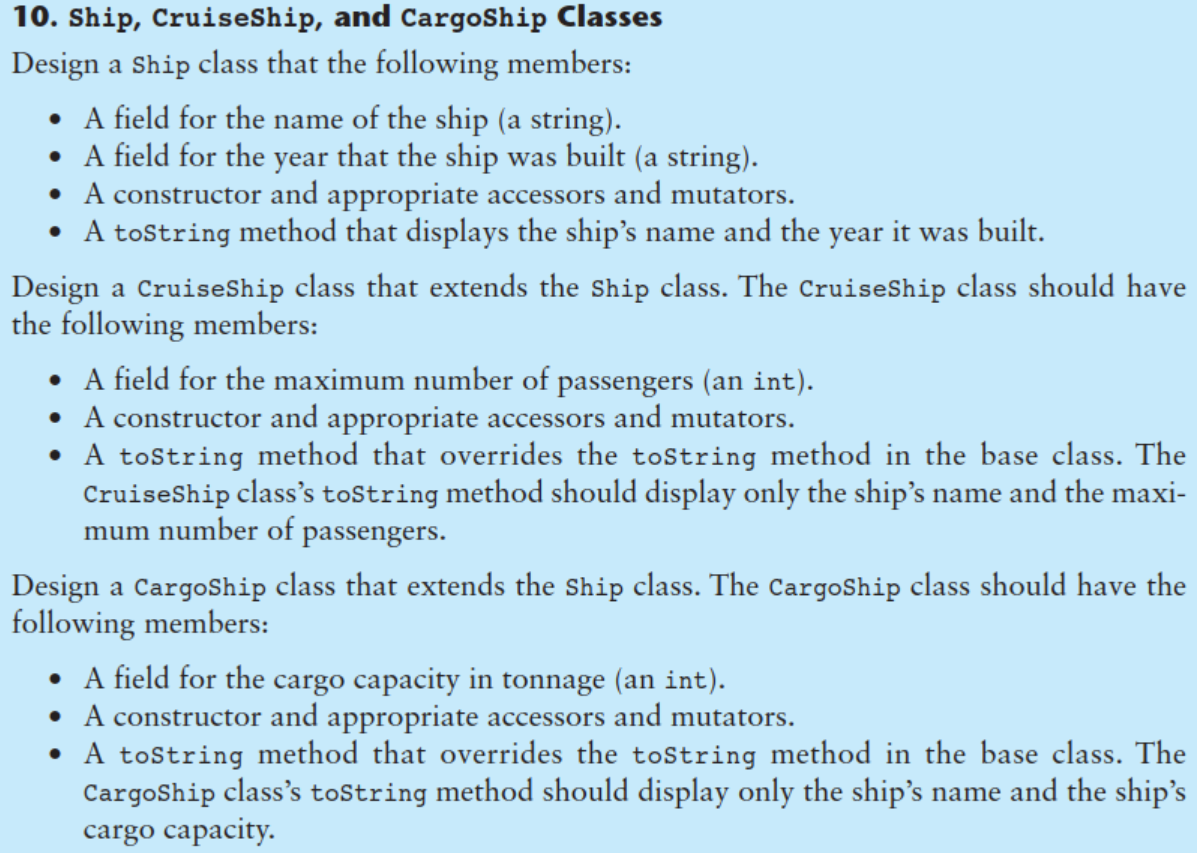 10. Ship, CruiseShip, and CargoShip Classes
Design a Ship class that the following members:
• A field for the name of the ship (a string).
• A field for the year that the ship was built (a string).
• A constructor and appropriate accessors and mutators.
• A toString method that displays the ship’s name and the year it was built.
Design a CruiseShip class that extends the Ship class. The CruiseShip class should have
the following members:
• A field for the maximum number of passengers (an int).
• A constructor and appropriate accessors and mutators.
• A toString method that overrides the toString method in the base class. The
CruiseShip class’s toString method should display only the ship’s name and the maxi-
mum number of passengers.
Design a CargoShip class that extends the Ship class. The CargoShip class should have the
following members:
• A field for the cargo capacity in tonnage (an int).
• A constructor and appropriate accessors and mutators.
• A toString method that overrides the toString method in the base class. The
CargoShip class’s toString method should display only the ship’s name and the ship’s
cargo capacity.